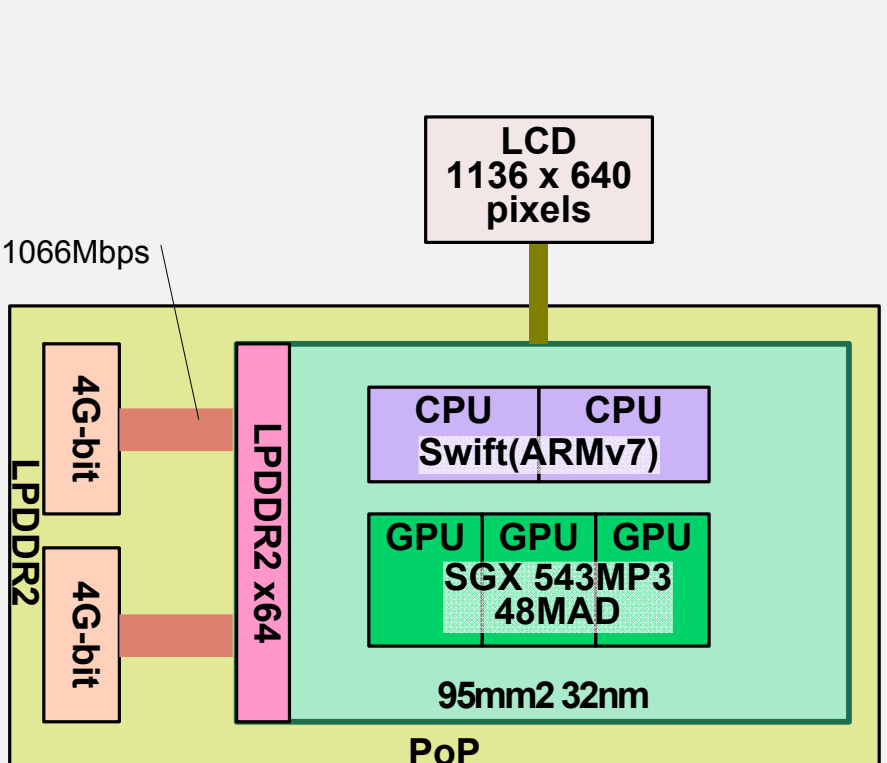 LCD
1136 x 640
pixels
1066Mbps
4G-bit
4G-bit
LPDDR2
LPDDR2 x64
CPU
CPU
Swift(ARMv7)
GPU
GPU
GPU
SGX 543MP3
48MAD
95mm2 32nm
PoP